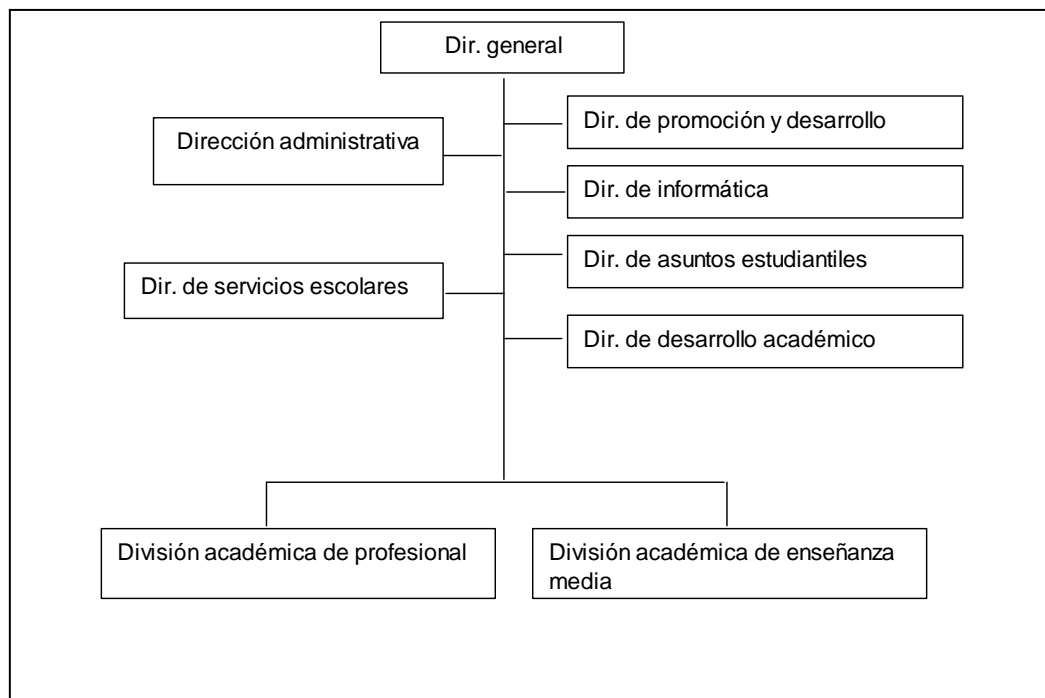 Dir. general
Dir. de promoción y desarrollo
Dirección administrativa
Dir. de informática
Dir. de asuntos estudiantiles
Dir. de servicios escolares
Dir. de desarrollo académico
División académica de profesional
División académica de enseñanza
media